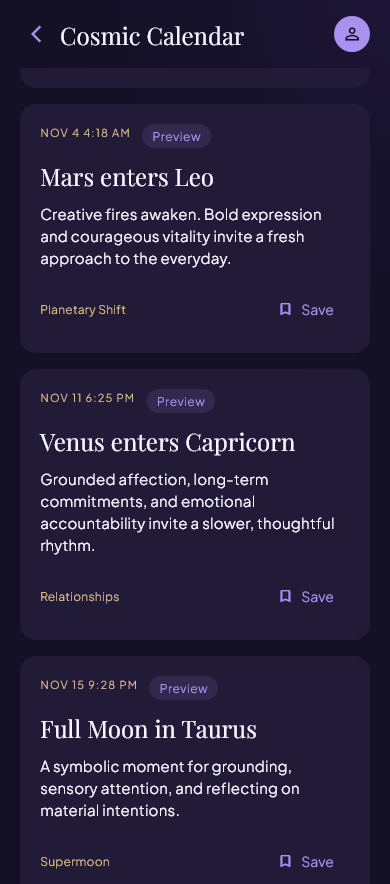 Cosmic Calendar
NOV 4 4:18 AM Preview
Mars enters Leo
Creative fires awaken. Bold expression
and courageous vitality invite a fresh
approach to the everyday.
Planetary Shift Save
NOV 11 6:25 PM Preview
Venus enters Capricorn
Grounded affection, long-term
commitments, and emotional
accountability invite a slower, thoughtful
rhythm.
Relationships Save
NOV 15 9:28 PM Preview
Full Moon in Taurus
A symbolic moment for grounding,
sensory attention, and reflecting on
material intentions.
Supermoon Save